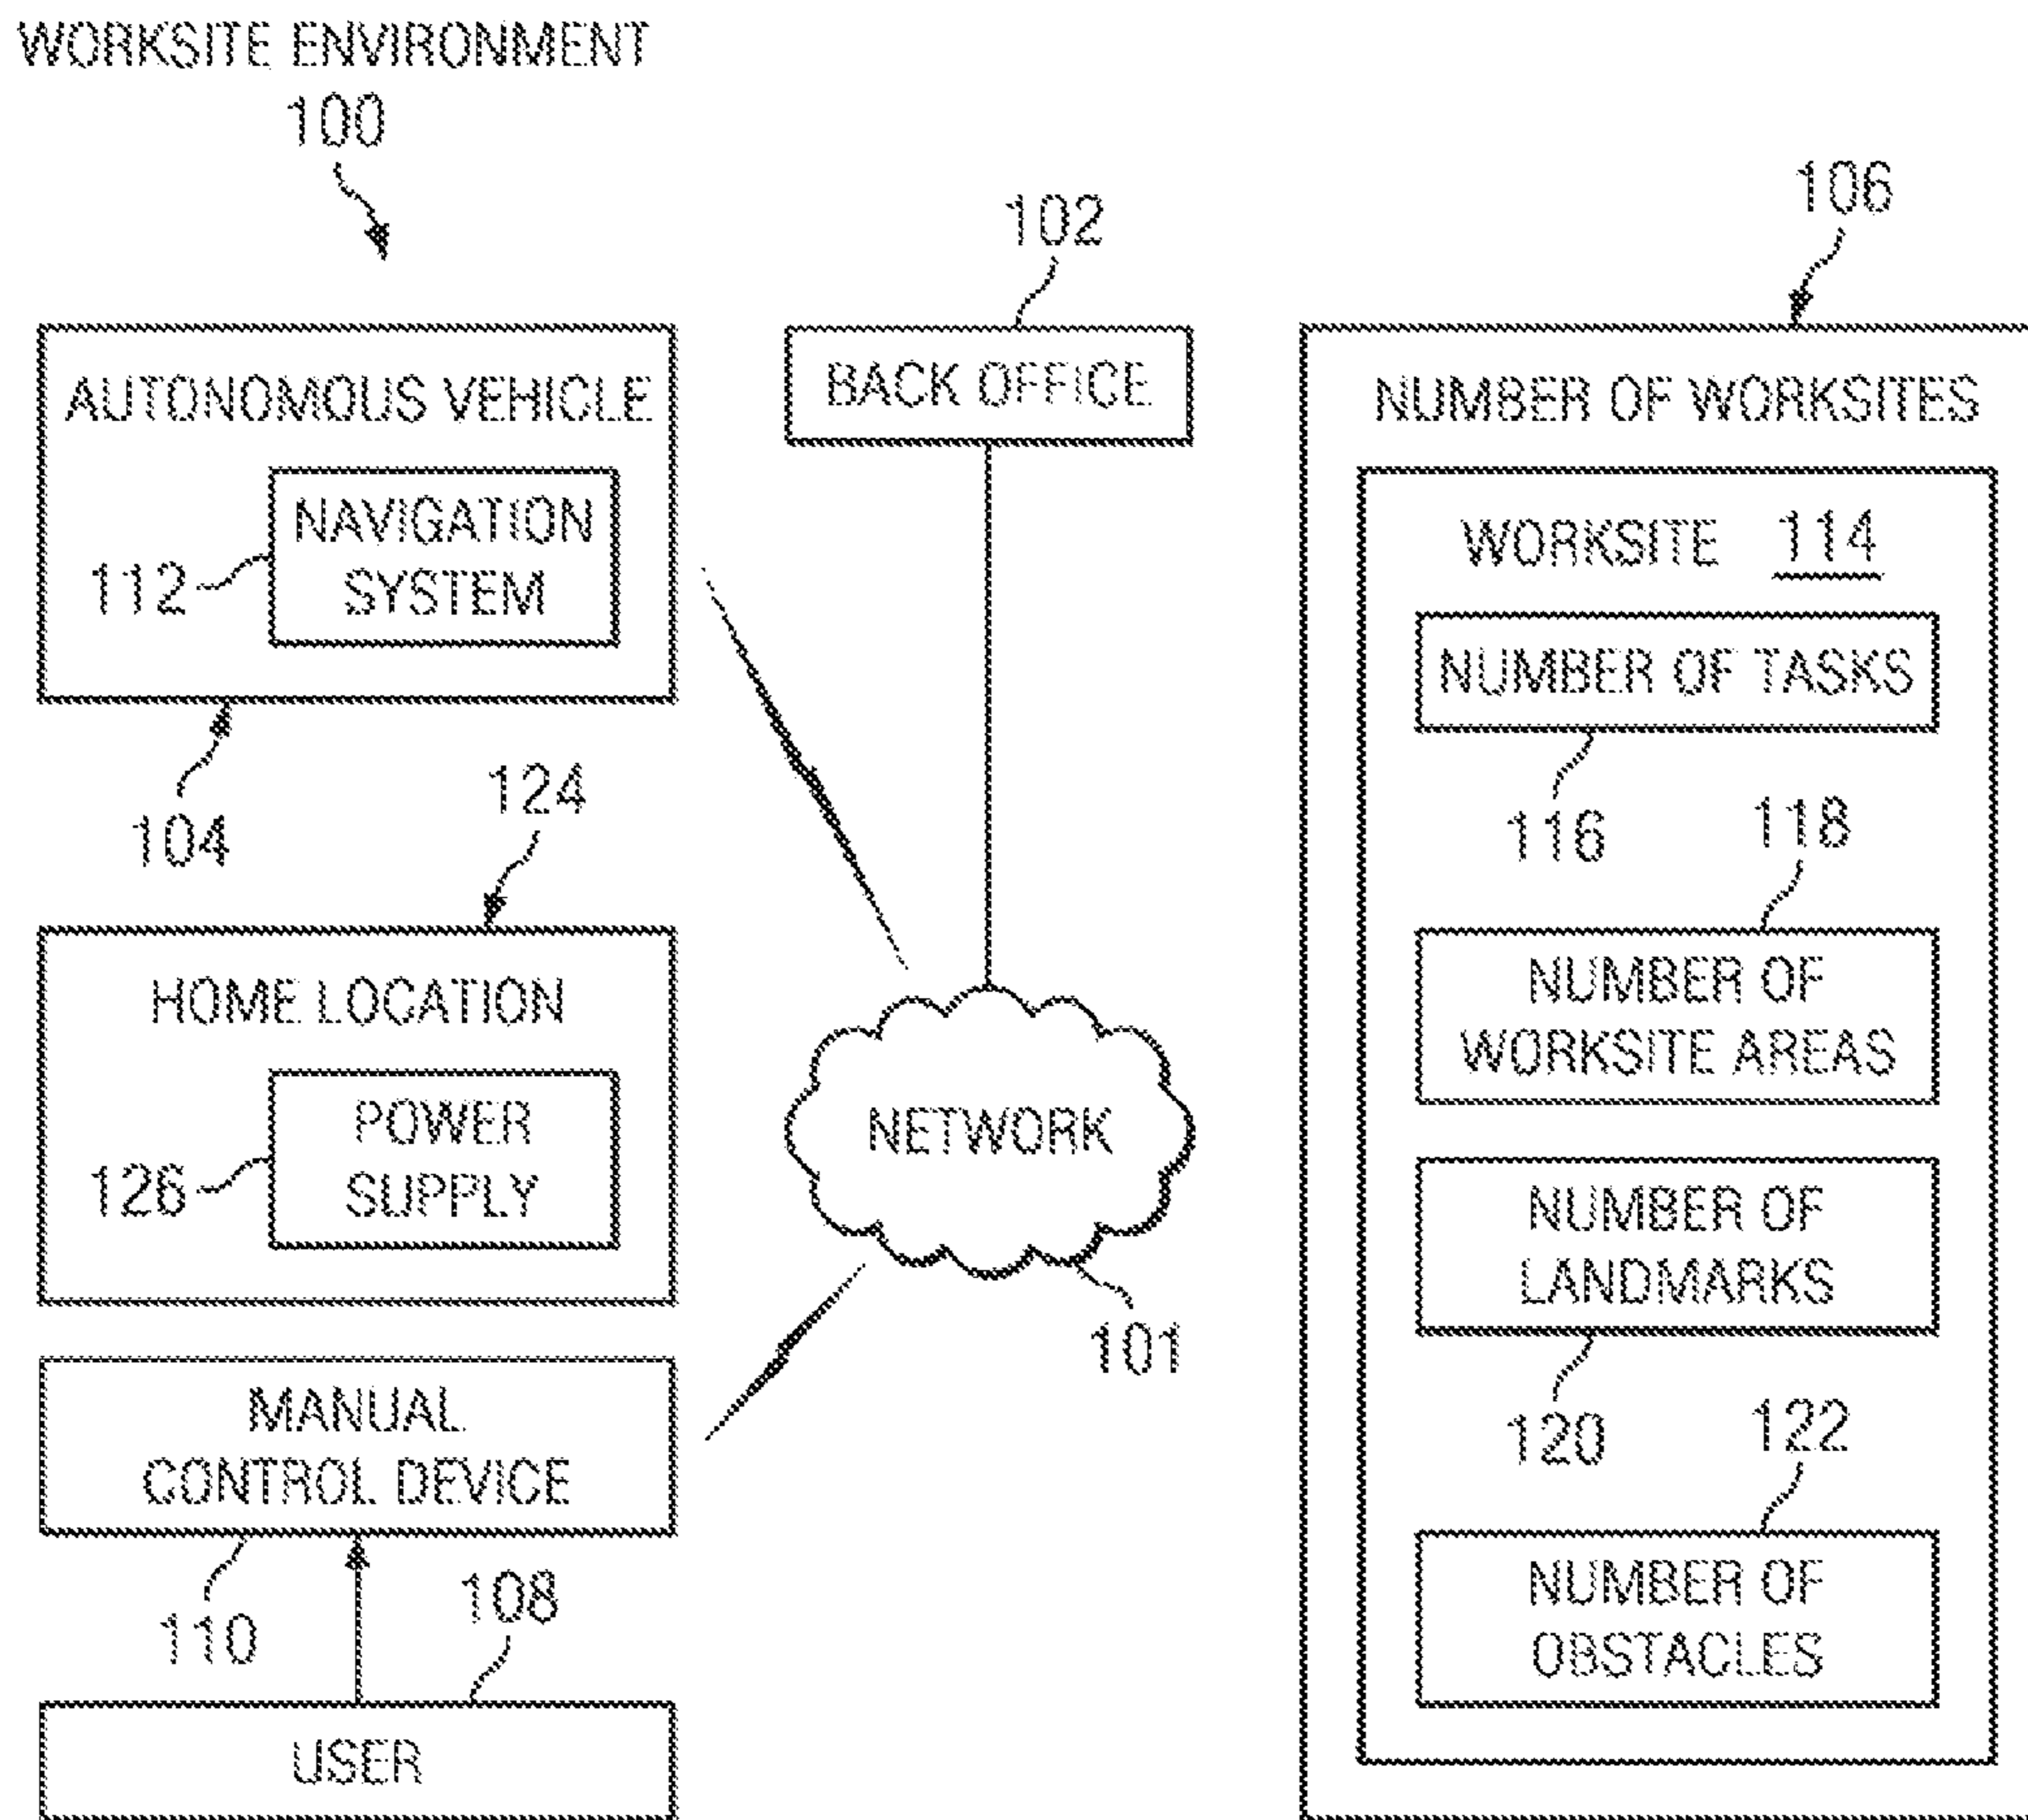 WORKSITE ENVIRONMENT
100
102
106
AUTONOMOUS VEHICLE
NAVIGATION
SYSTEM
112
104
BACK OFFICE
NUMBER OF WORKSITES
WORKSITE 114
NUMBER OF TASKS
116
118
NUMBER OF
WORKSITE AREAS
NUMBER OF
LANDMARKS
120
122
NUMBER OF
OBSTACLES
124
HOME LOCATION
POWER
SUPPLY
126
NETWORK
101
MANUAL
CONTROL DEVICE
110
108
USER